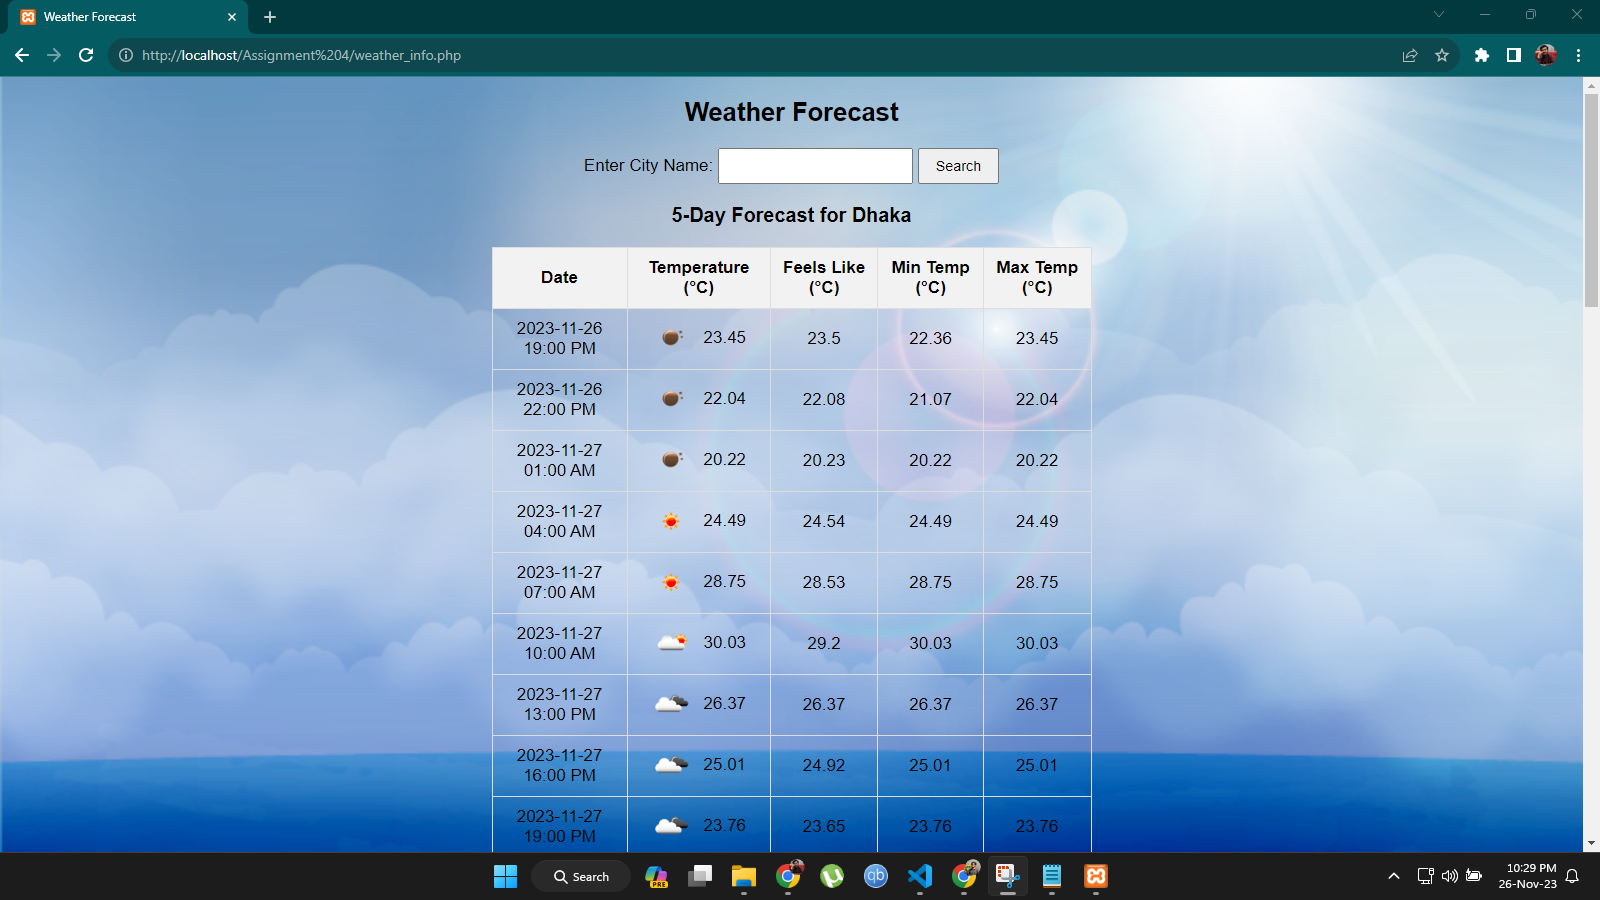 Weather Forecast
http://localhost/Assignment%204/weather_info.php
Weather Forecast
Enter City Name: Search
5-Day Forecast for Dhaka
Date Temperature (°C) Feels Like (°C) Min Temp (°C) Max Temp (°C)
2023-11-26 19:00 PM 23.45 23.5 22.36 23.45
2023-11-26 22:00 PM 22.04 22.08 21.07 22.04
2023-11-27 01:00 AM 20.22 20.23 20.22 20.22
2023-11-27 04:00 AM 24.49 24.54 24.49 24.49
2023-11-27 07:00 AM 28.75 28.53 28.75 28.75
2023-11-27 10:00 AM 30.03 29.2 30.03 30.03
2023-11-27 13:00 PM 26.37 26.37 26.37 26.37
2023-11-27 16:00 PM 25.01 24.92 25.01 25.01
2023-11-27 19:00 PM 23.76 23.65 23.76 23.76
Search
PRE
qb
10:29 PM
26-Nov-23